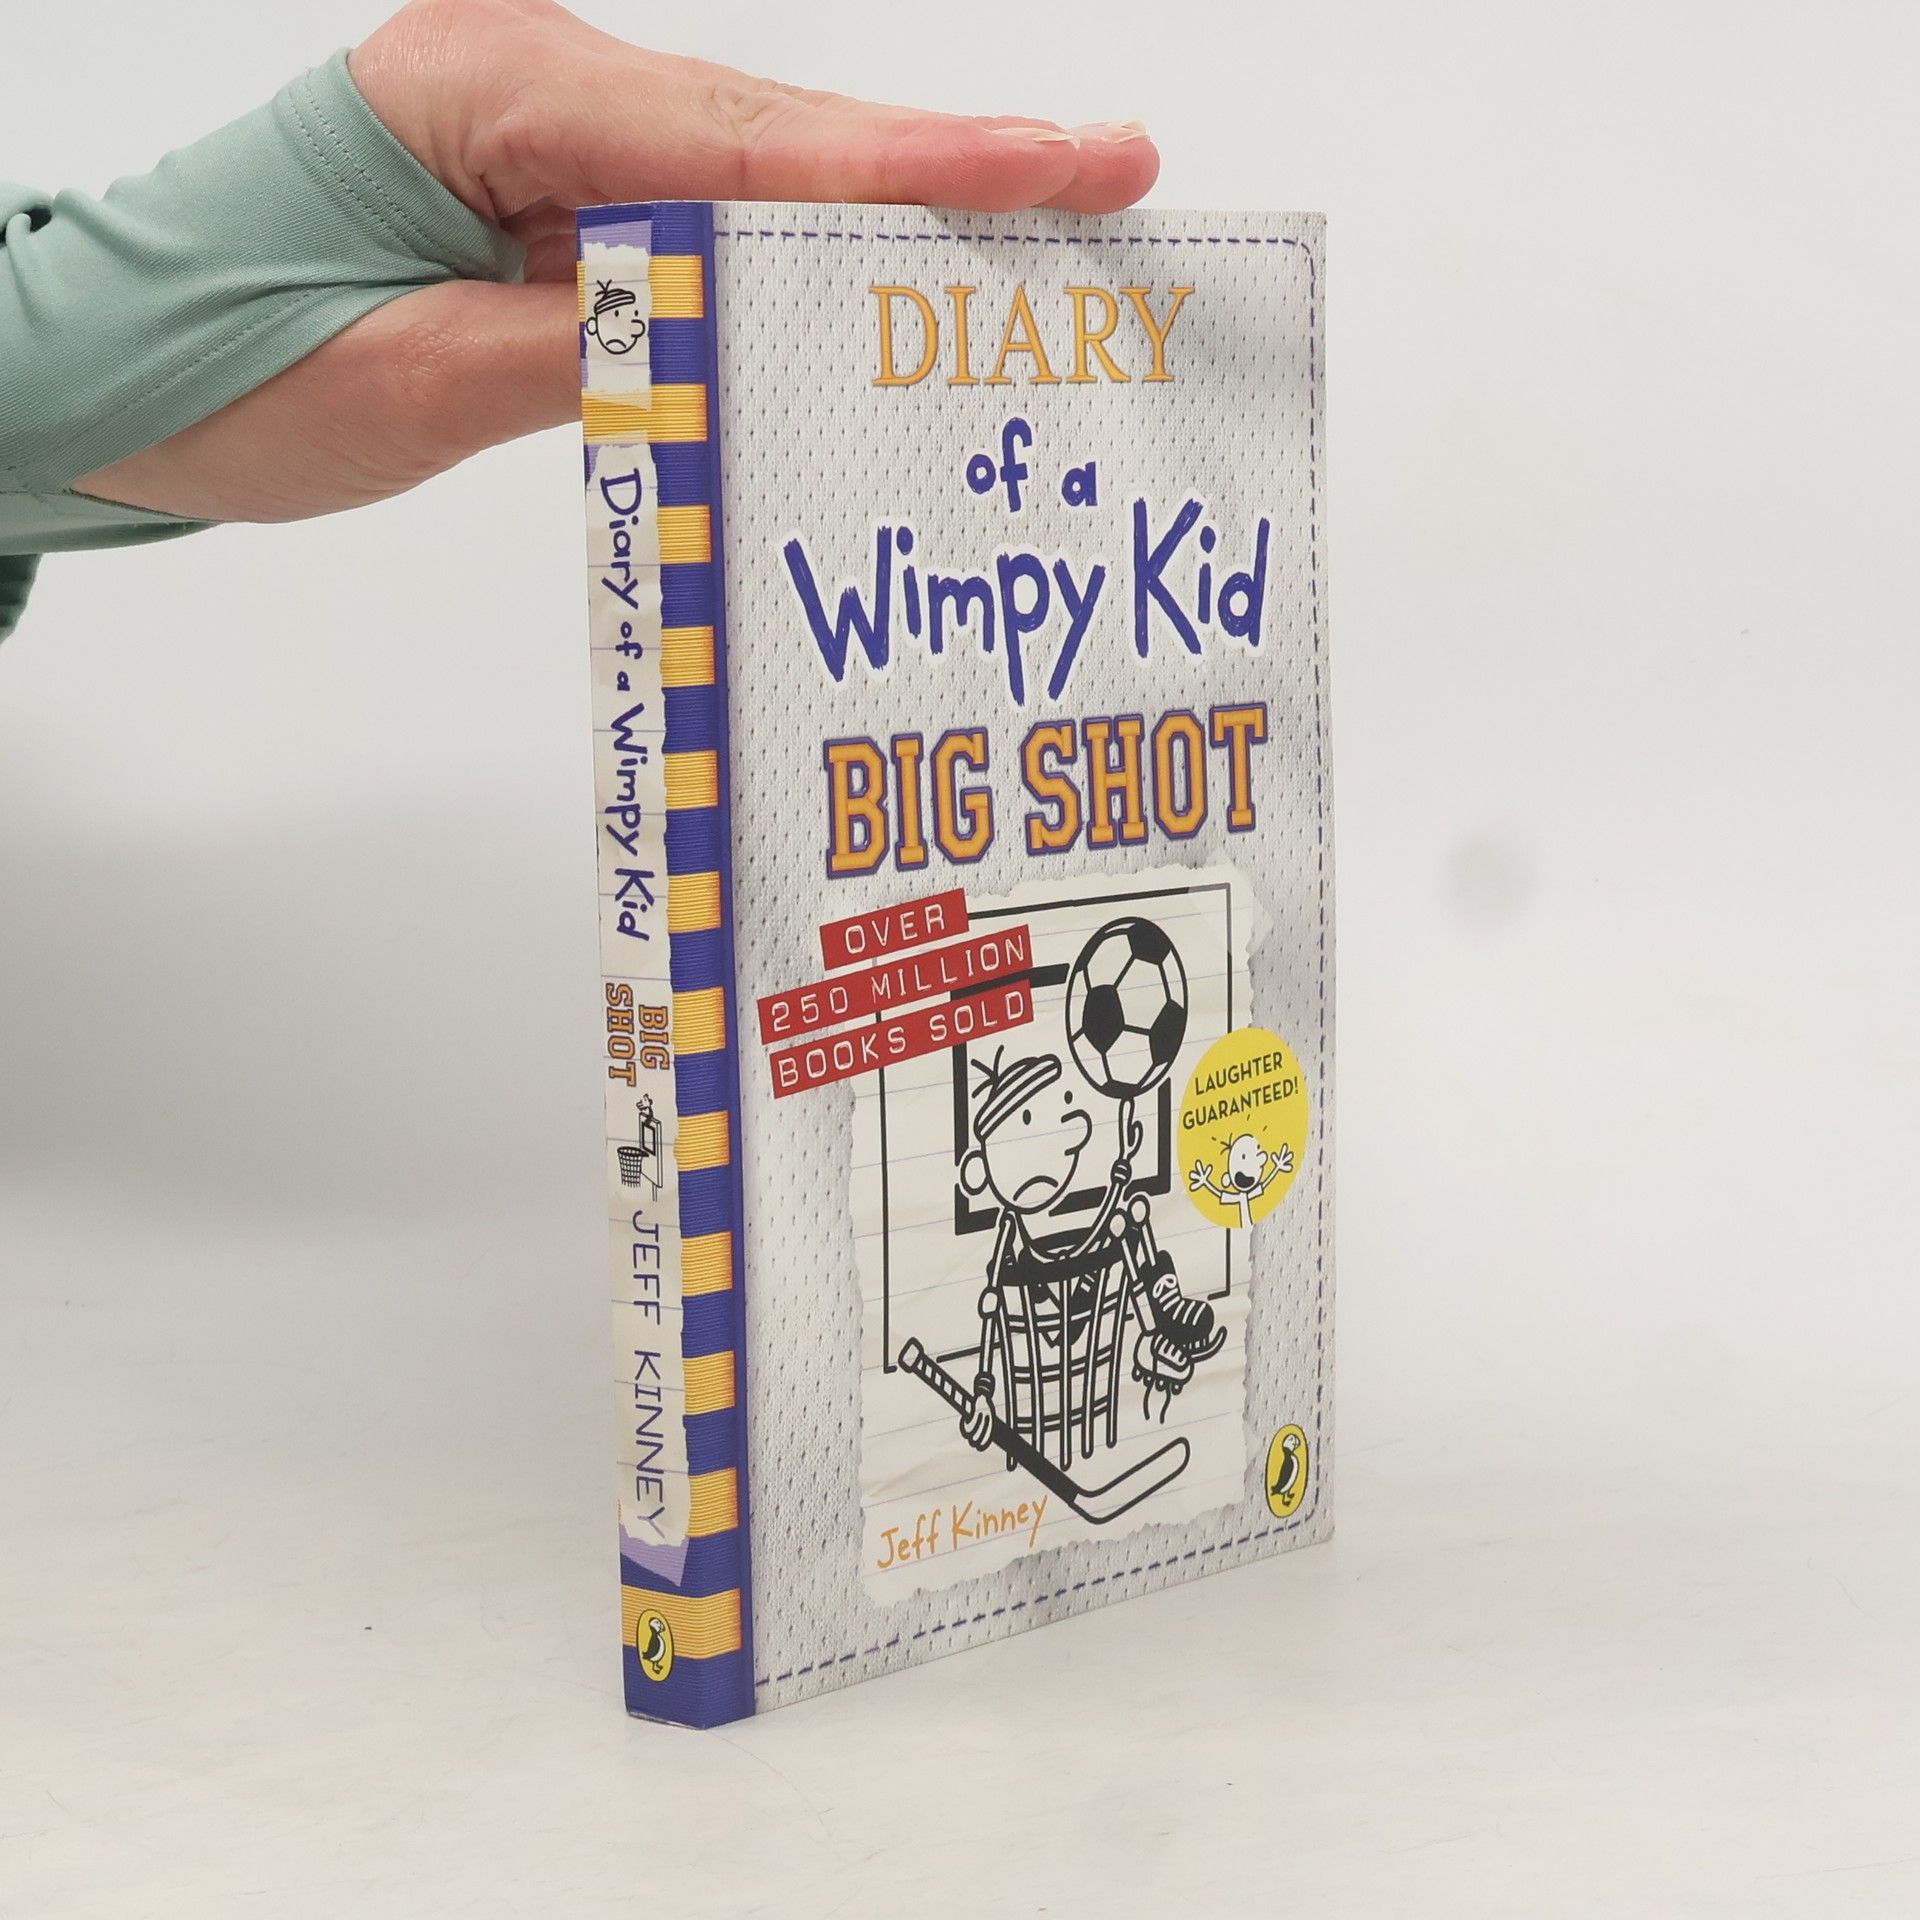 Diary of a Wimpy Kid
BIG
SHOT
JEFF KINNEY
DIARY
of a
Wimpy Kid
BIG SHOT
OVER
250 MILLION
BOOKS SOLD
LAUGHTER
GUARANTEED!
Jeff Kinney